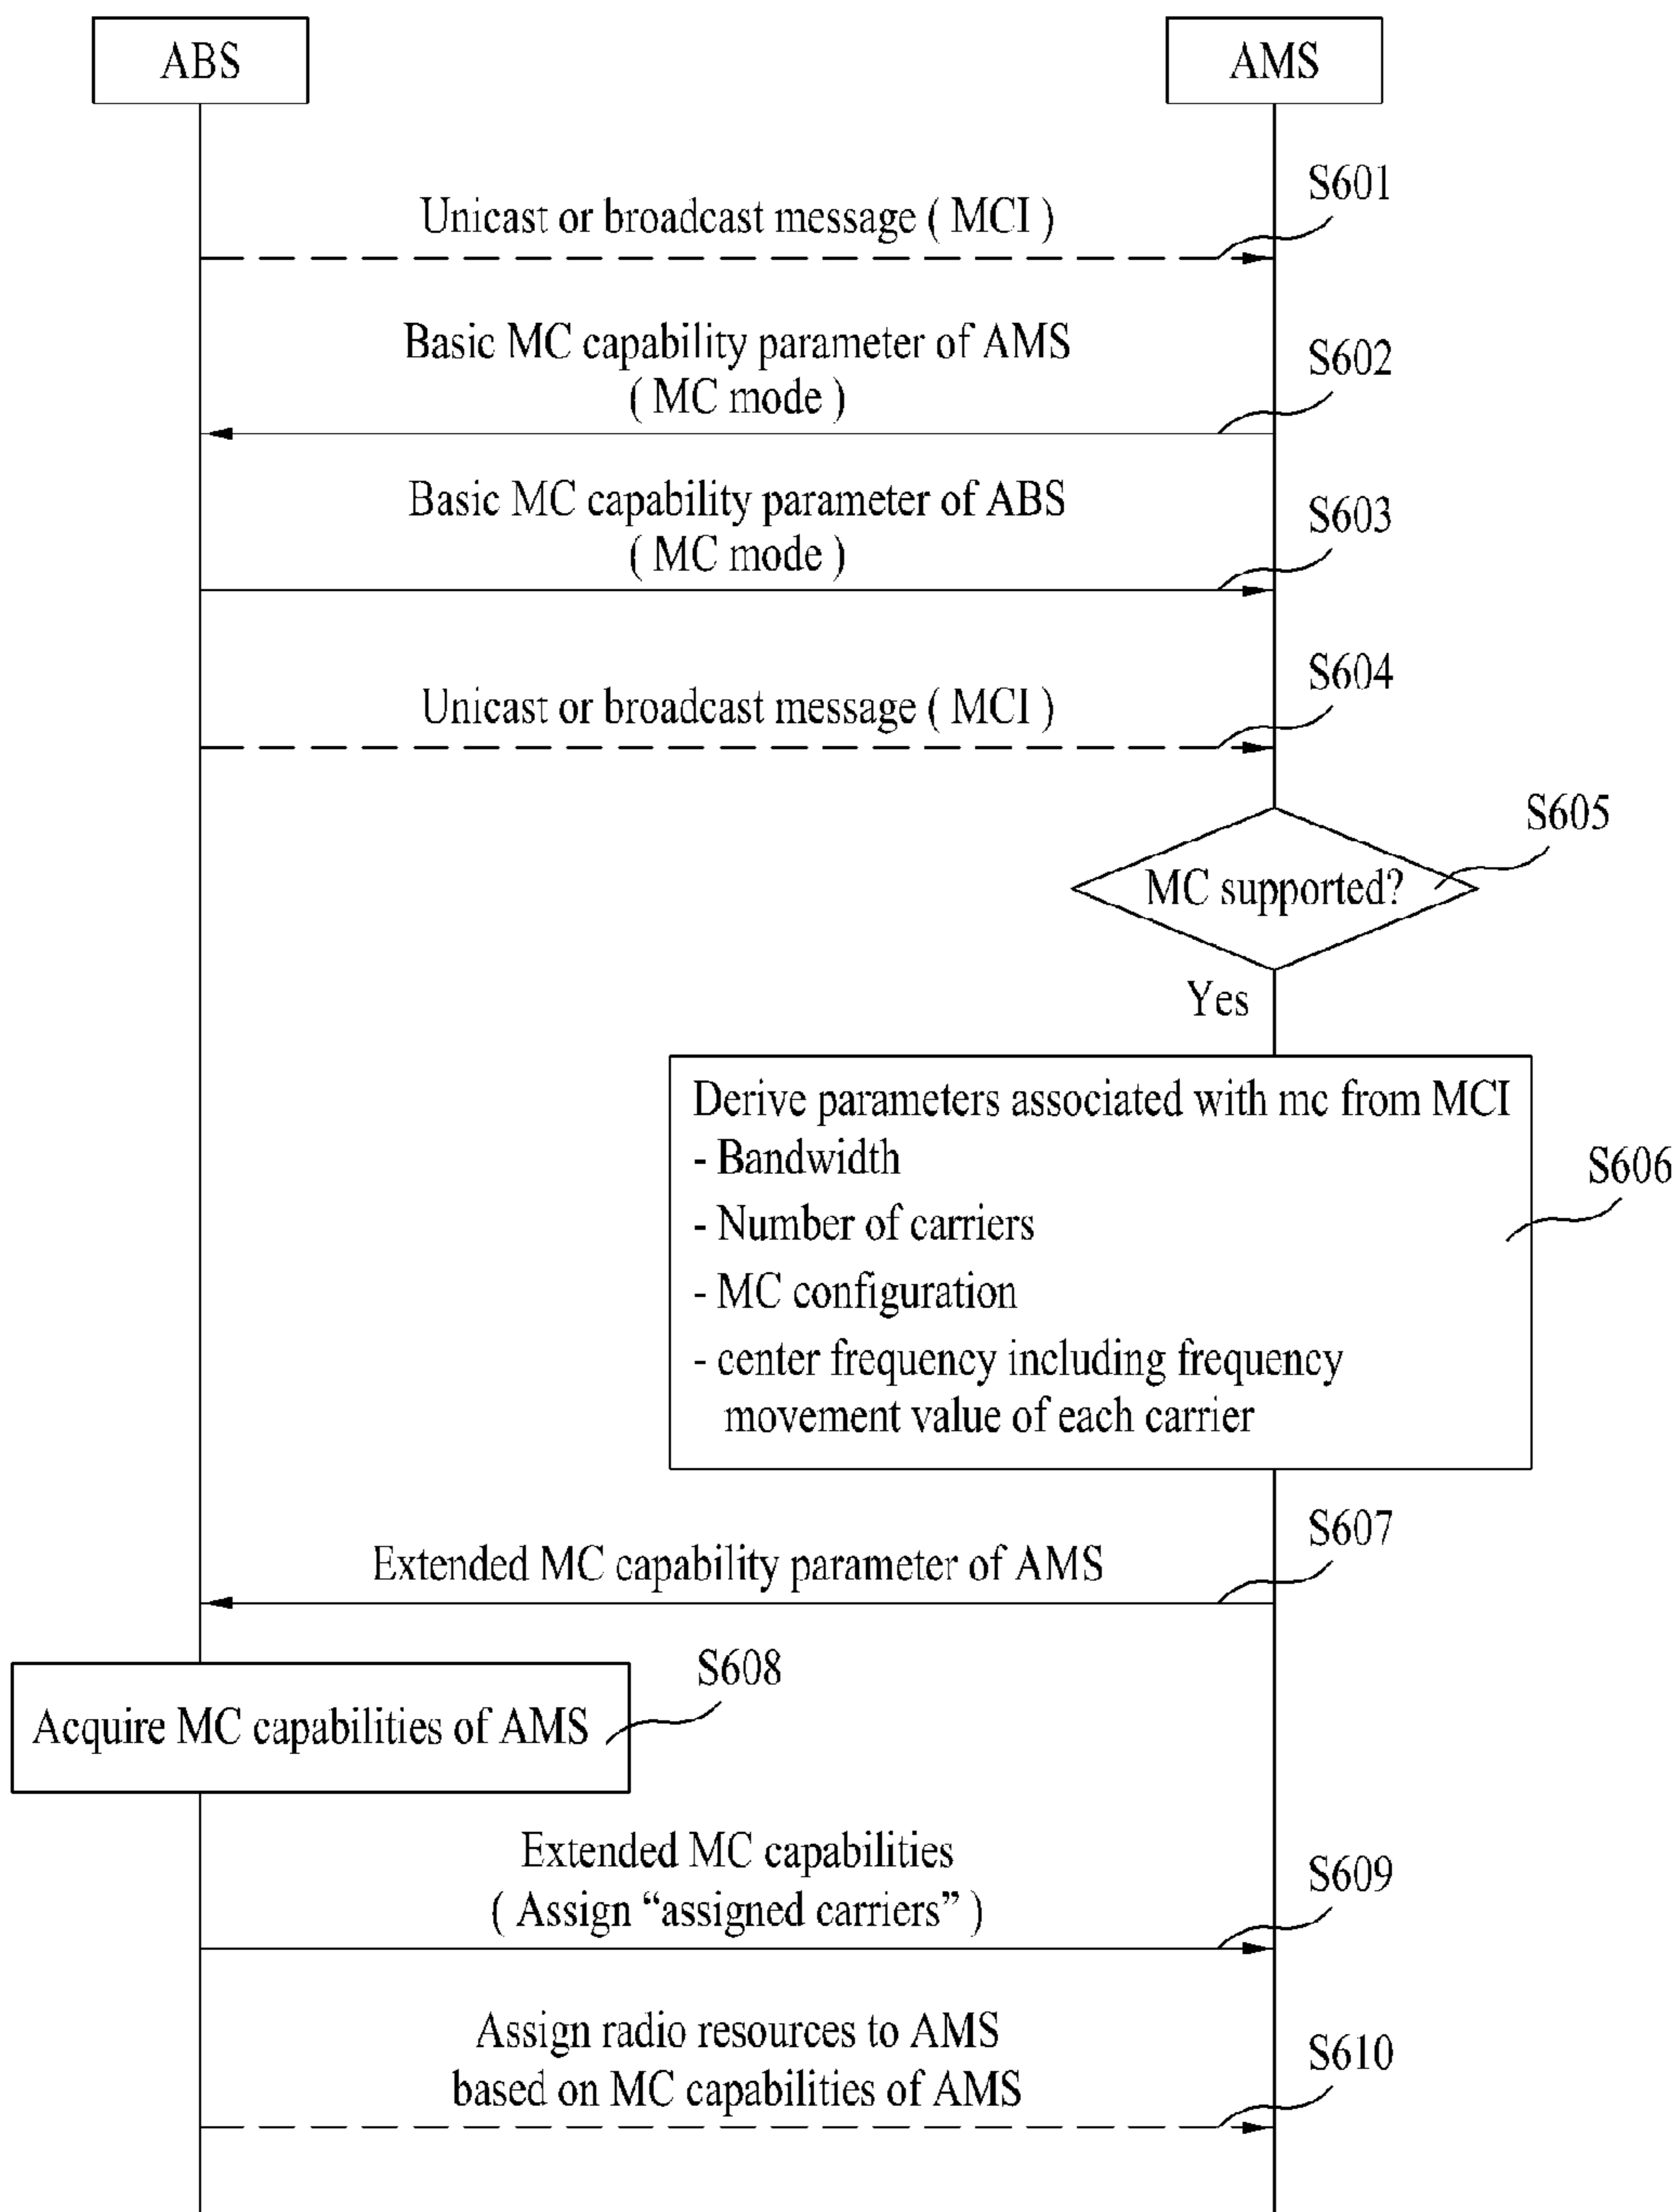 ABS
AMS
S601
Unicast or broadcast message ( MCI )
Basic MC capability parameter of AMS
( MC mode )
S602
Basic MC capability parameter of ABS
( MC mode )
S603
S604
Unicast or broadcast message ( MCI )
S605
MC supported?
Yes
Derive parameters associated with mc from MCI
- Bandwidth
- Number of carriers
- MC configuration
- center frequency including frequency
movement value of each carrier
S606
S607
Extended MC capability parameter of AMS
S608
Acquire MC capabilities of AMS
Extended MC capabilities
( Assign “assigned carriers” )
S609
Assign radio resources to AMS
based on MC capabilities of AMS
S610